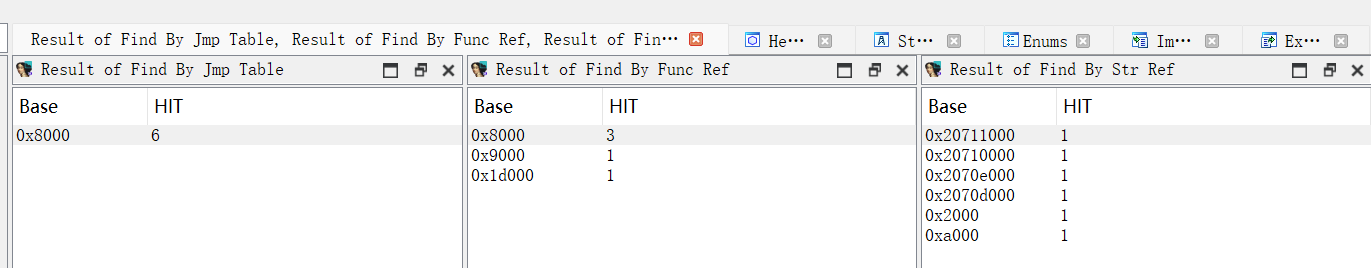 Result of Find By Jmp Table, Result of Find By Func Ref, Result of Fin⋯ He⋯ St⋯ Enums Im⋯ Ex⋯
Result of Find By Jmp Table
Base HIT
0x8000 6
Result of Find By Func Ref
Base HIT
0x8000 3
0x9000 1
0x1d000 1
Result of Find By Str Ref
Base HIT
0x20711000 1
0x20710000 1
0x2070e000 1
0x2070d000 1
0x2000 1
0xa000 1